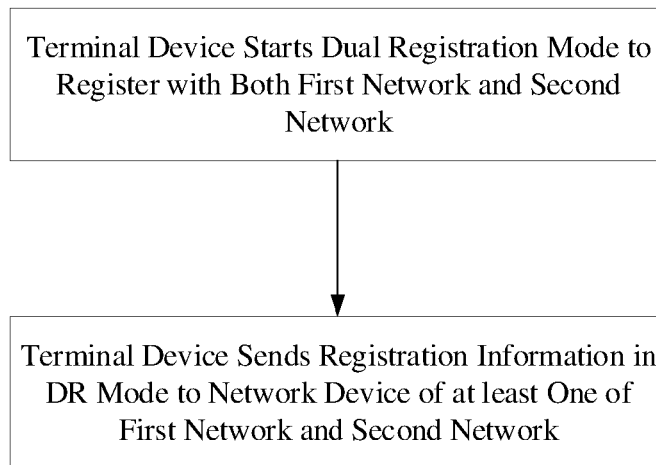 Terminal Device Starts Dual Registration Mode to
Register with Both First Network and Second
Network
Terminal Device Sends Registration Information in
DR Mode to Network Device of at least One of
First Network and Second Network